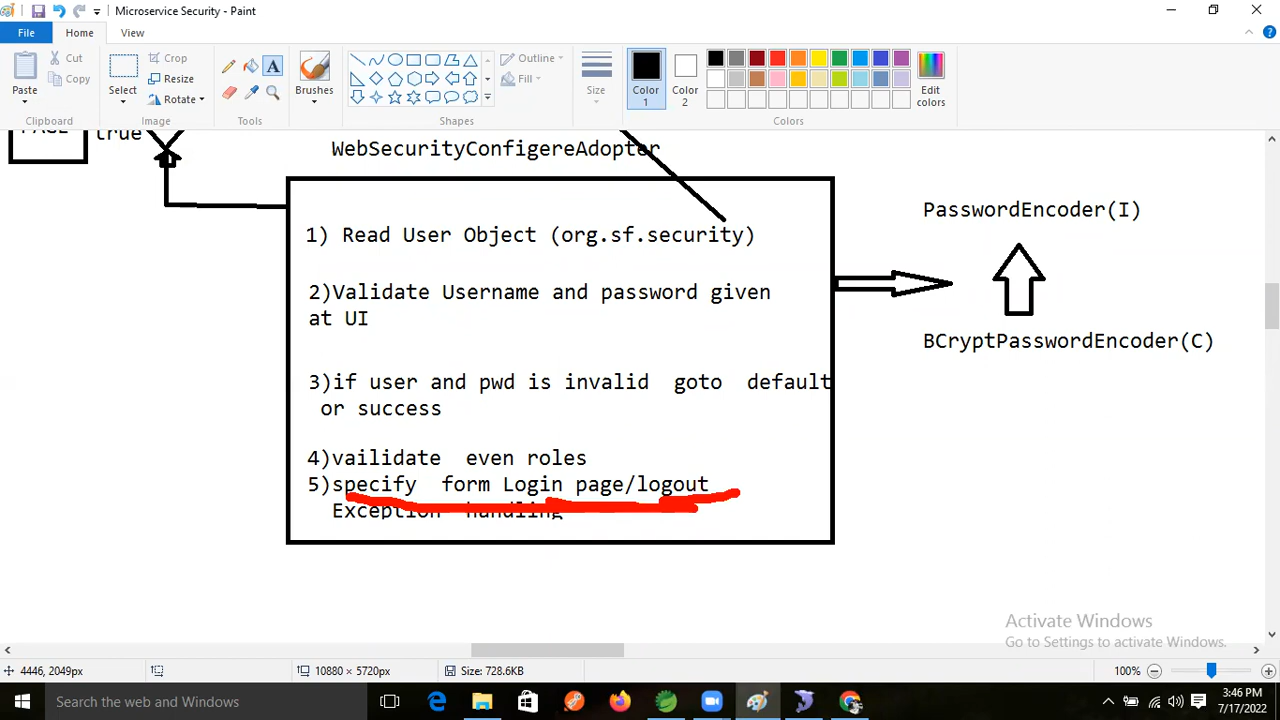 Microservice Security - Paint
File
Home
View
Paste
Cut
Copy
Clipboard
Select
Crop
Resize
Rotate
Image
A
Tools
Brushes
Outline
Fill
Shapes
Size
Color 1
Color 2
Edit colors
Colors
PAGE
true
WebSecurityConfigereAdopter
1) Read User Object (org.sf.security)
2)Validate Username and password given
at UI
3)if user and pwd is invalid goto default
or success
4)vailidate even roles
5)specify form Login page/logout
Exception handling
PasswordEncoder(I)
BCryptPasswordEncoder(C)
Activate Windows
Go to Settings to activate Windows.
4446, 2049px
10880 × 5720px
Size: 728.6KB
100%
Search the web and Windows
3:46 PM
7/17/2022